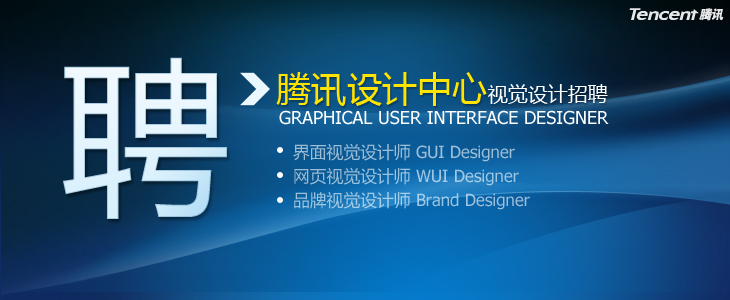 Tencent 腾讯
聘
腾讯设计中心视觉设计招聘
GRAPHICAL USER INTERFACE DESIGNER
• 界面视觉设计师 GUI Designer
• 网页视觉设计师 WUI Designer
• 品牌视觉设计师 Brand Designer